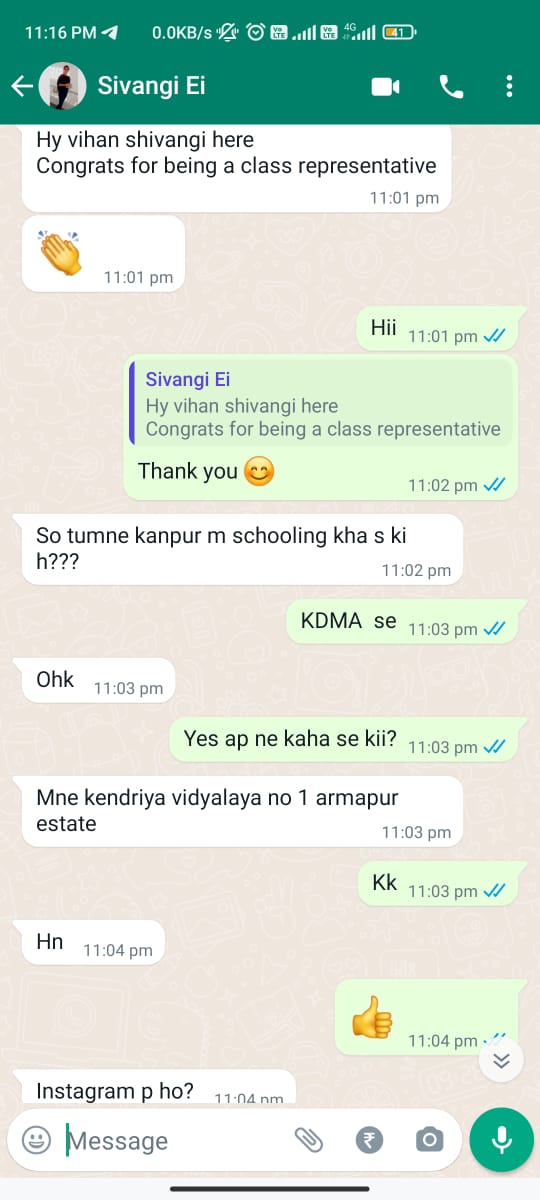 11:16 PM 0.0KB/s Vo LTE Vo LTE 4G 41
Sivangi Ei
Hy vihan shivangi here
Congrats for being a class representative
11:01 pm
11:01 pm
Hii 11:01 pm
Sivangi Ei
Hy vihan shivangi here
Congrats for being a class representative
Thank you 😊
11:02 pm
So tumne kanpur m schooling kha s ki
h???
11:02 pm
KDMA se 11:03 pm
Ohk 11:03 pm
Yes ap ne kaha se kii? 11:03 pm
Mne kendriya vidyalaya no 1 armapur
estate
11:03 pm
Kk 11:03 pm
Hn 11:04 pm
11:04 pm
Instagram p ho? 11:04 pm
Message ₹